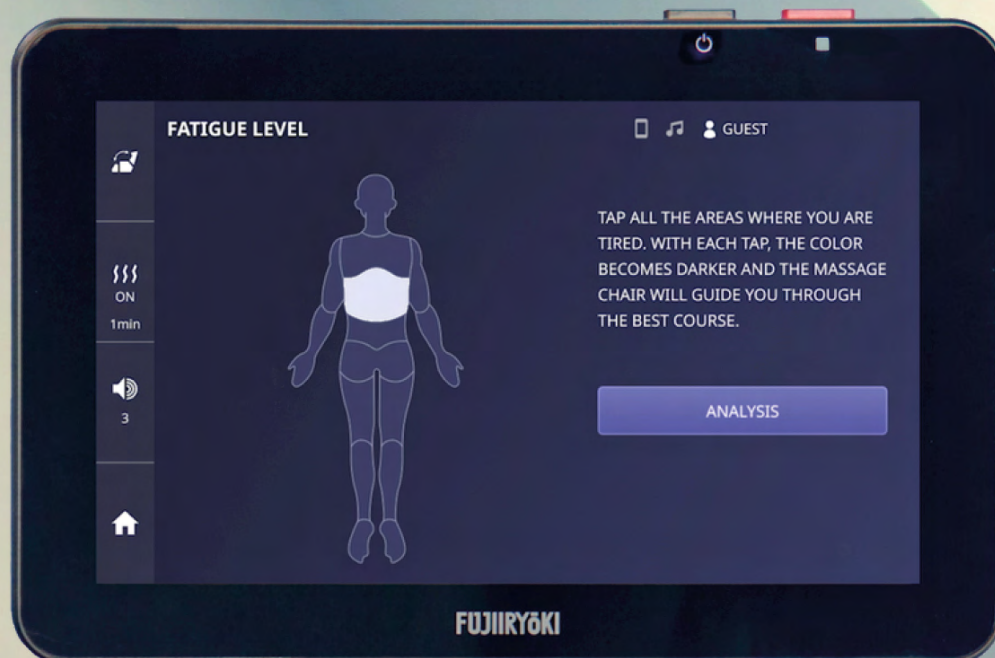 FATIGUE LEVEL
GUEST
ON
1min
3
TAP ALL THE AREAS WHERE YOU ARE
TIRED. WITH EACH TAP, THE COLOR
BECOMES DARKER AND THE MASSAGE
CHAIR WILL GUIDE YOU THROUGH
THE BEST COURSE.
ANALYSIS
FUJIIRYōKI